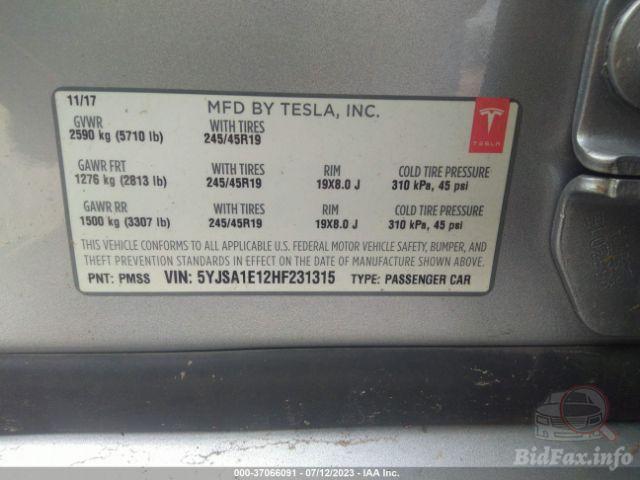 11/17
MFD BY TESLA, INC.
GVWR
2590 kg (5710 lb)
WITH TIRES
245/45R19
TESLA
GAWR FRT
1276 kg (2813 lb)
WITH TIRES
245/45R19
RIM
19X8.0 J
COLD TIRE PRESSURE
310 kPa, 45 psi
GAWR RR
1500 kg (3307 lb)
WITH TIRES
245/45R19
RIM
19X8.0 J
COLD TIRE PRESSURE
310 kPa, 45 psi
THIS VEHICLE CONFORMS TO ALL APPLICABLE U.S. FEDERAL MOTOR VEHICLE SAFETY, BUMPER, AND
THEFT PREVENTION STANDARDS IN EFFECT ON THE DATE OF MANUFACTURE SHOWN ABOVE.
PNT: PMSS VIN: 5YJSA1E12HF231315 TYPE: PASSENGER CAR
000-37066091 - 07/12/2023 - IAA Inc.
BidFax.info